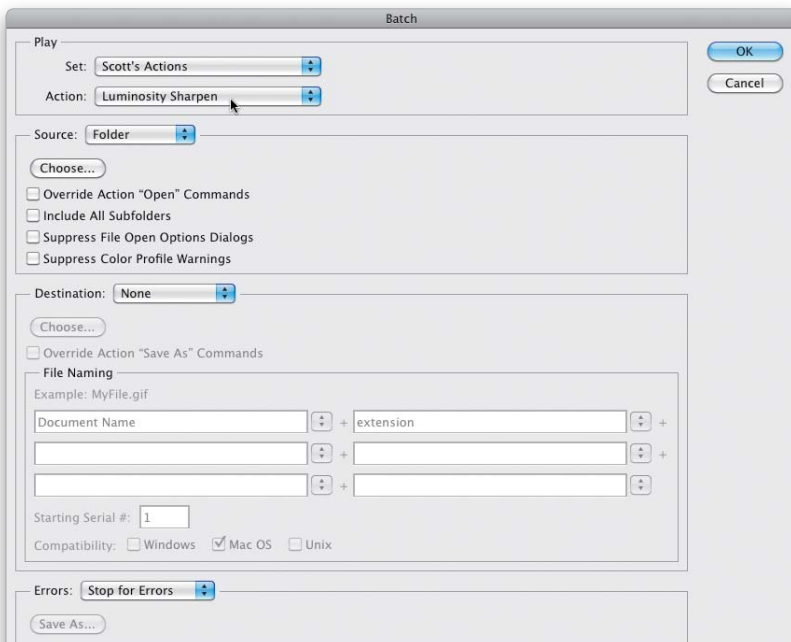 Batch
Play
Set: Scott's Actions
Action: Luminosity Sharpen
OK
Cancel
Source: Folder
Choose...
Override Action “Open” Commands
Include All Subfolders
Suppress File Open Options Dialogs
Suppress Color Profile Warnings
Destination: None
Choose...
Override Action “Save As” Commands
File Naming
Example: MyFile.gif
Document Name + extension +
+ +
+
Starting Serial #: 1
Compatibility: Windows Mac OS Unix
Errors: Stop for Errors
Save As...